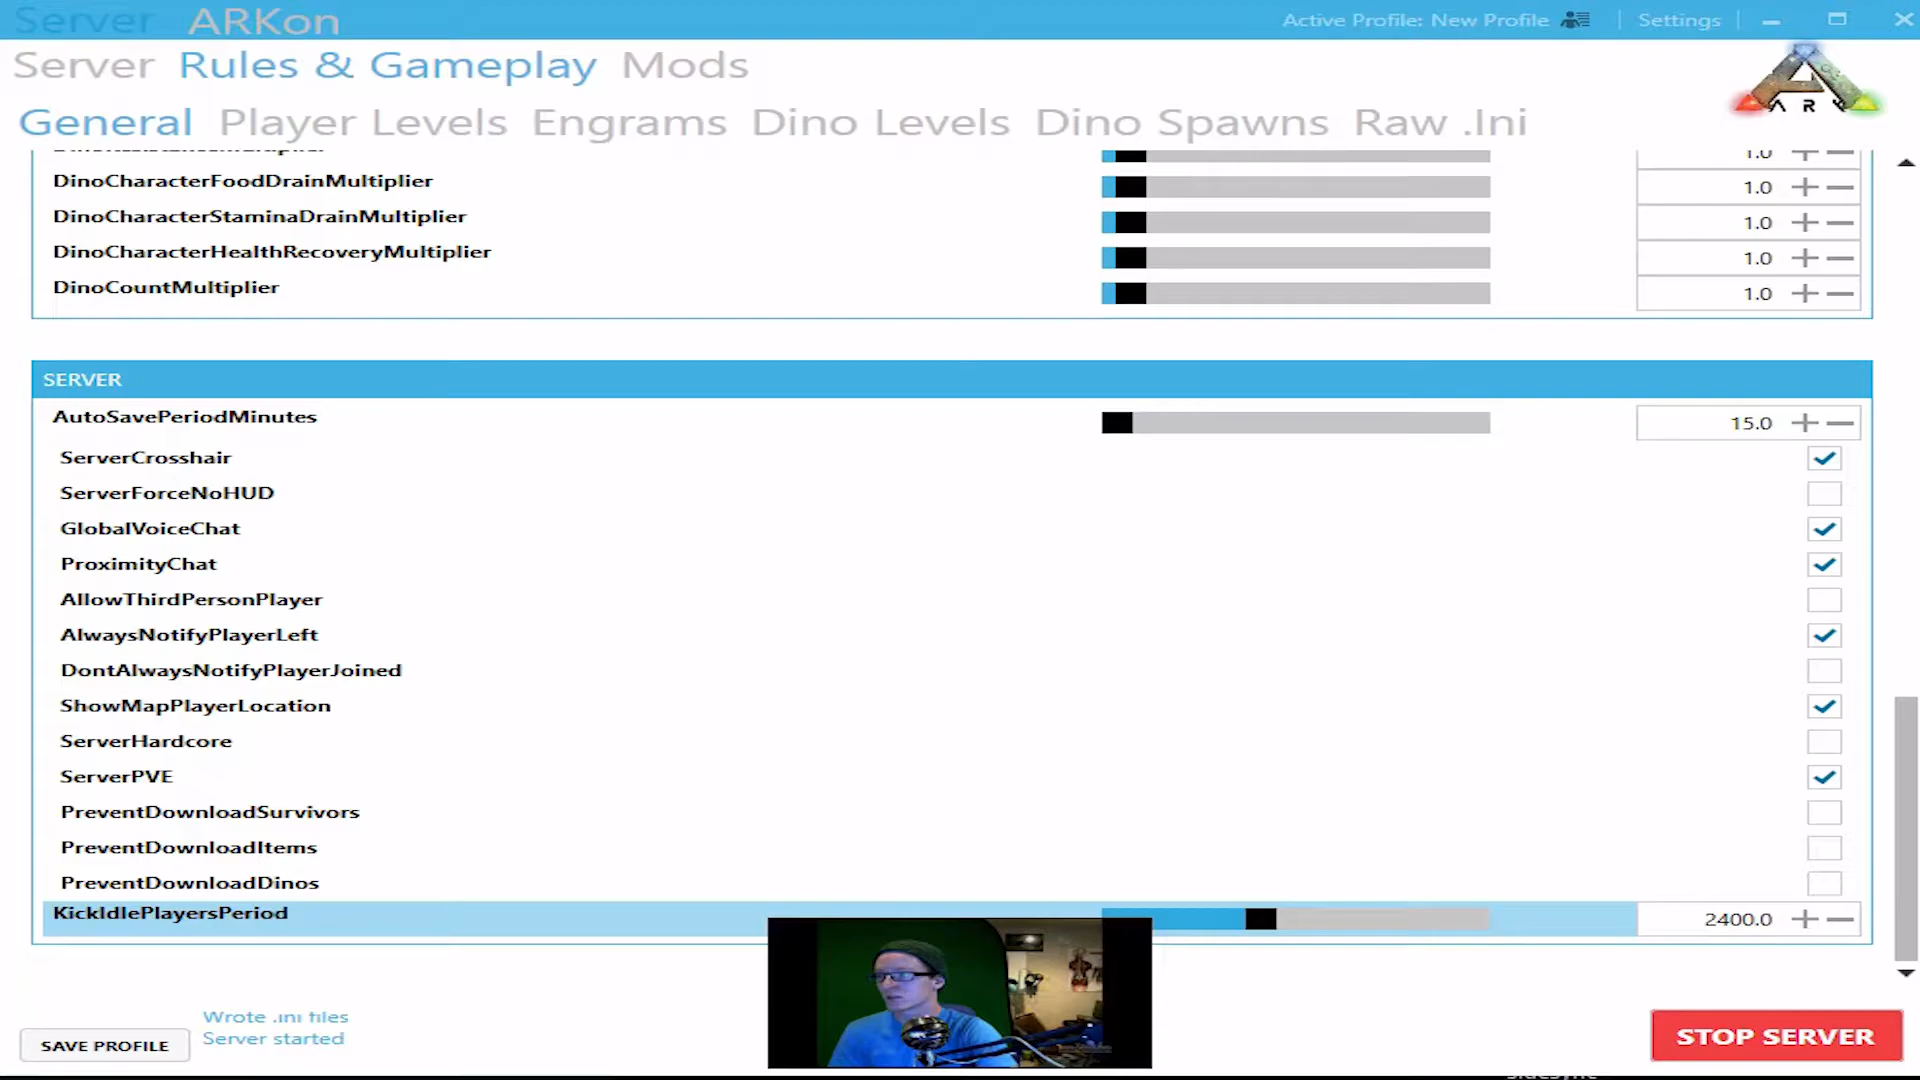 Server ARKon
Active Profile: New Profile
Settings
Server Rules & Gameplay Mods
ARK
General Player Levels Engrams Dino Levels Dino Spawns Raw .Ini
1.0
DinoCharacterFoodDrainMultiplier 1.0
DinoCharacterStaminaDrainMultiplier 1.0
DinoCharacterHealthRecoveryMultiplier 1.0
DinoCountMultiplier 1.0
SERVER
AutoSavePeriodMinutes 15.0
ServerCrosshair
ServerForceNoHUD
GlobalVoiceChat
ProximityChat
AllowThirdPersonPlayer
AlwaysNotifyPlayerLeft
DontAlwaysNotifyPlayerJoined
ShowMapPlayerLocation
ServerHardcore
ServerPVE
PreventDownloadSurvivors
PreventDownloadItems
PreventDownloadDinos
KickIdlePlayersPeriod 2400.0
Wrote .ini files
Server started
SAVE PROFILE
STOP SERVER